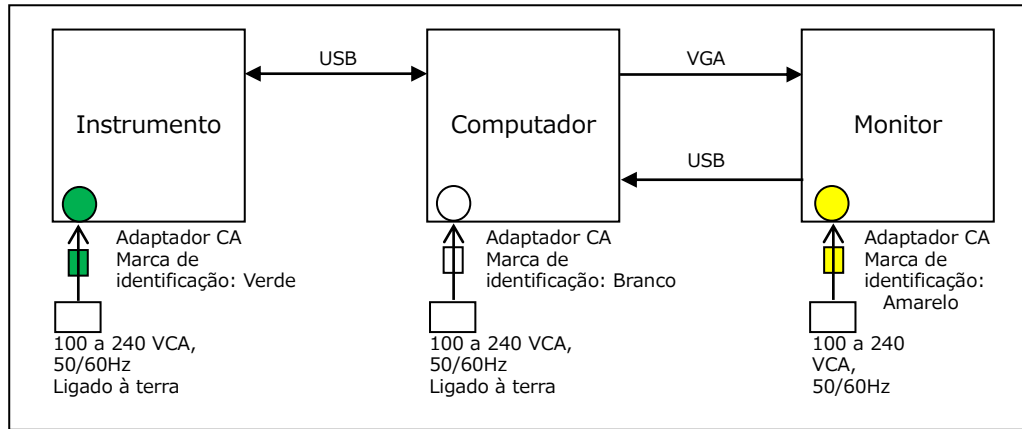 USB
VGA
Instrumento
Computador
Monitor
USB
Adaptador CA
Marca de
identificação: Verde
Adaptador CA
Marca de
identificação: Branco
Adaptador CA
Marca de
identificação:
Amarelo
100 a 240 VCA,
50/60Hz
Ligado à terra
100 a 240 VCA,
50/60Hz
Ligado à terra
100 a 240
VCA,
50/60Hz